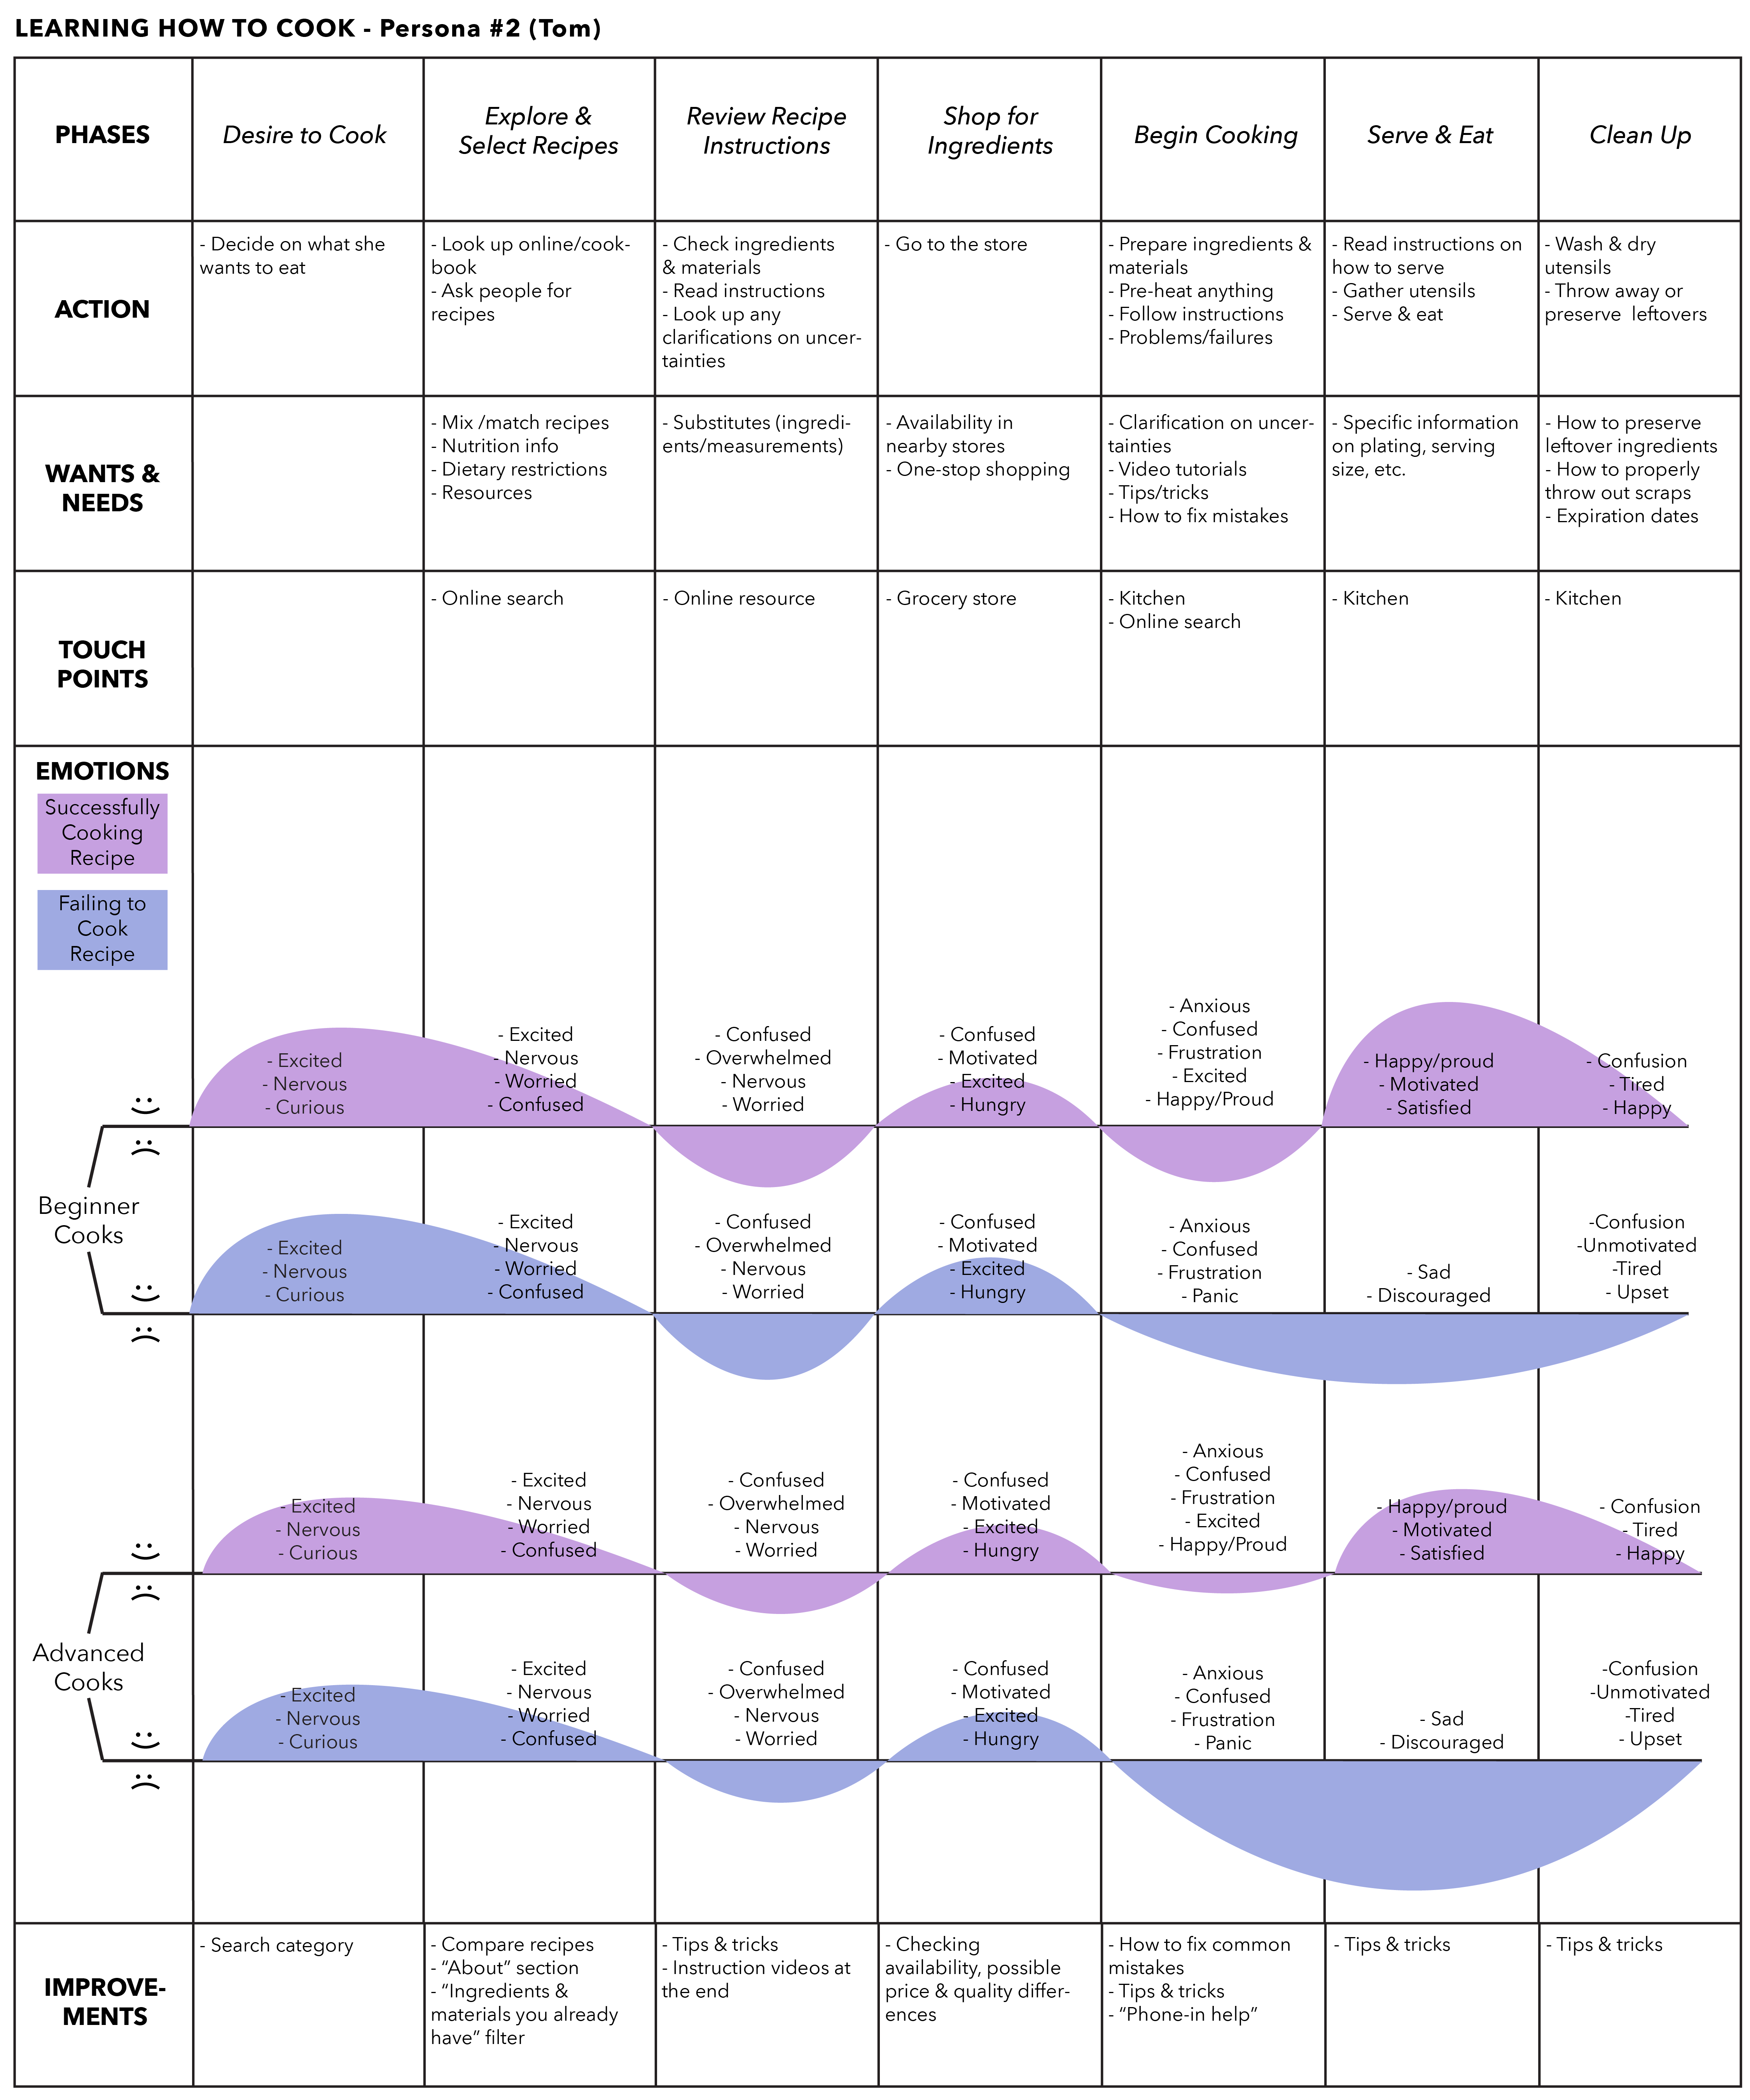 LEARNING HOW TO COOK - Persona #2 (Tom)
PHASES
Desire to Cook
Explore &
Select Recipes
Review Recipe
Instructions
Shop for
Ingredients
Begin Cooking
Serve & Eat
Clean Up
ACTION
- Decide on what she
wants to eat
- Look up online/cook-
book
- Ask people for
recipes
- Check ingredients
& materials
- Read instructions
- Look up any
clarifications on uncer-
tainties
- Go to the store
- Prepare ingredients &
materials
- Pre-heat anything
- Follow instructions
- Problems/failures
- Read instructions on
how to serve
- Gather utensils
- Serve & eat
- Wash & dry
utensils
- Throw away or
preserve  leftovers
WANTS &
NEEDS
- Mix /match recipes
- Nutrition info
- Dietary restrictions
- Resources
- Substitutes (ingredi-
ents/measurements)
- Availability in
nearby stores
- One-stop shopping
- Clarification on uncer-
tainties
- Video tutorials
- Tips/tricks
- How to fix mistakes
- Specific information
on plating, serving
size, etc.
- How to preserve
leftover ingredients
- How to properly
throw out scraps
- Expiration dates
TOUCH
POINTS
- Online search
- Online resource
- Grocery store
- Kitchen
- Online search
- Kitchen
- Kitchen
EMOTIONS
Successfully
Cooking
Recipe
Failing to
Cook
Recipe
Beginner
Cooks
:)
:(
- Excited
- Nervous
- Curious
- Excited
- Nervous
- Worried
- Confused
- Confused
- Overwhelmed
- Nervous
- Worried
- Confused
- Motivated
- Excited
- Hungry
- Anxious
- Confused
- Frustration
- Excited
- Happy/Proud
- Happy/proud
- Motivated
- Satisfied
- Confusion
- Tired
- Happy
:)
:(
- Excited
- Nervous
- Curious
- Excited
- Nervous
- Worried
- Confused
- Confused
- Overwhelmed
- Nervous
- Worried
- Confused
- Motivated
- Excited
- Hungry
- Anxious
- Confused
- Frustration
- Panic
- Sad
- Discouraged
-Confusion
-Unmotivated
-Tired
- Upset
Advanced
Cooks
:)
:(
- Excited
- Nervous
- Curious
- Excited
- Nervous
- Worried
- Confused
- Confused
- Overwhelmed
- Nervous
- Worried
- Confused
- Motivated
- Excited
- Hungry
- Anxious
- Confused
- Frustration
- Excited
- Happy/Proud
- Happy/proud
- Motivated
- Satisfied
- Confusion
- Tired
- Happy
:)
:(
- Excited
- Nervous
- Curious
- Excited
- Nervous
- Worried
- Confused
- Confused
- Overwhelmed
- Nervous
- Worried
- Confused
- Motivated
- Excited
- Hungry
- Anxious
- Confused
- Frustration
- Panic
- Sad
- Discouraged
-Confusion
-Unmotivated
-Tired
- Upset
IMPROVE-
MENTS
- Search category
- Compare recipes
- “About” section
- “Ingredients &
materials you already
have” filter
- Tips & tricks
- Instruction videos at
the end
- Checking
availability, possible
price & quality differ-
ences
- How to fix common
mistakes
- Tips & tricks
- “Phone-in help”
- Tips & tricks
- Tips & tricks